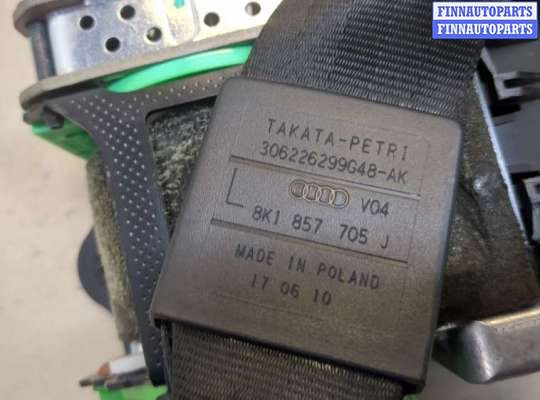 FINNAUTOPARTS
FINNAUTOPARTS
TAKATA-PETRI
306226299G48-AK
L V04
8K1 857 705 J
MADE IN POLAND
17 06 10